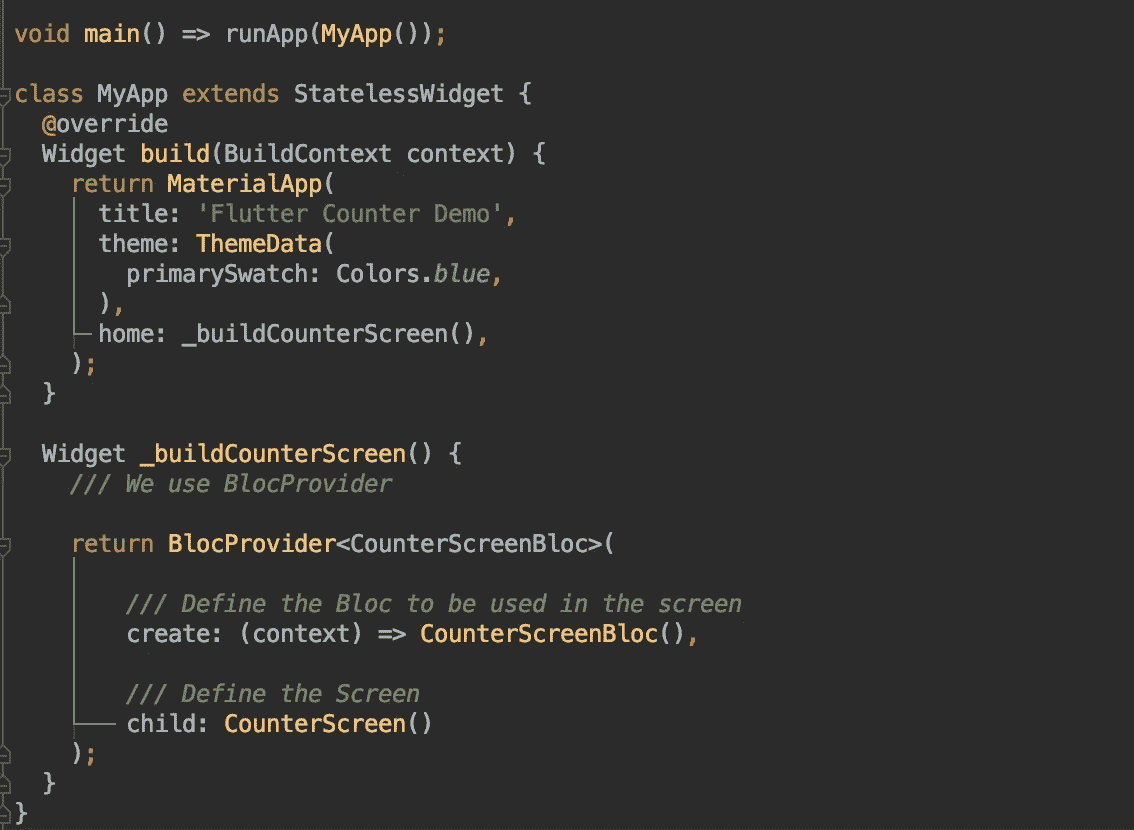 void main() => runApp(MyApp());
class MyApp extends StatelessWidget {
@override
Widget build(BuildContext context) {
return MaterialApp(
title: 'Flutter Counter Demo',
theme: ThemeData(
primarySwatch: Colors.blue,
),
home: _buildCounterScreen(),
);
}
Widget _buildCounterScreen() {
/// We use BlocProvider
return BlocProvider<CounterScreenBloc>(
/// Define the Bloc to be used in the screen
create: (context) => CounterScreenBloc(),
/// Define the Screen
child: CounterScreen()
);
}
}